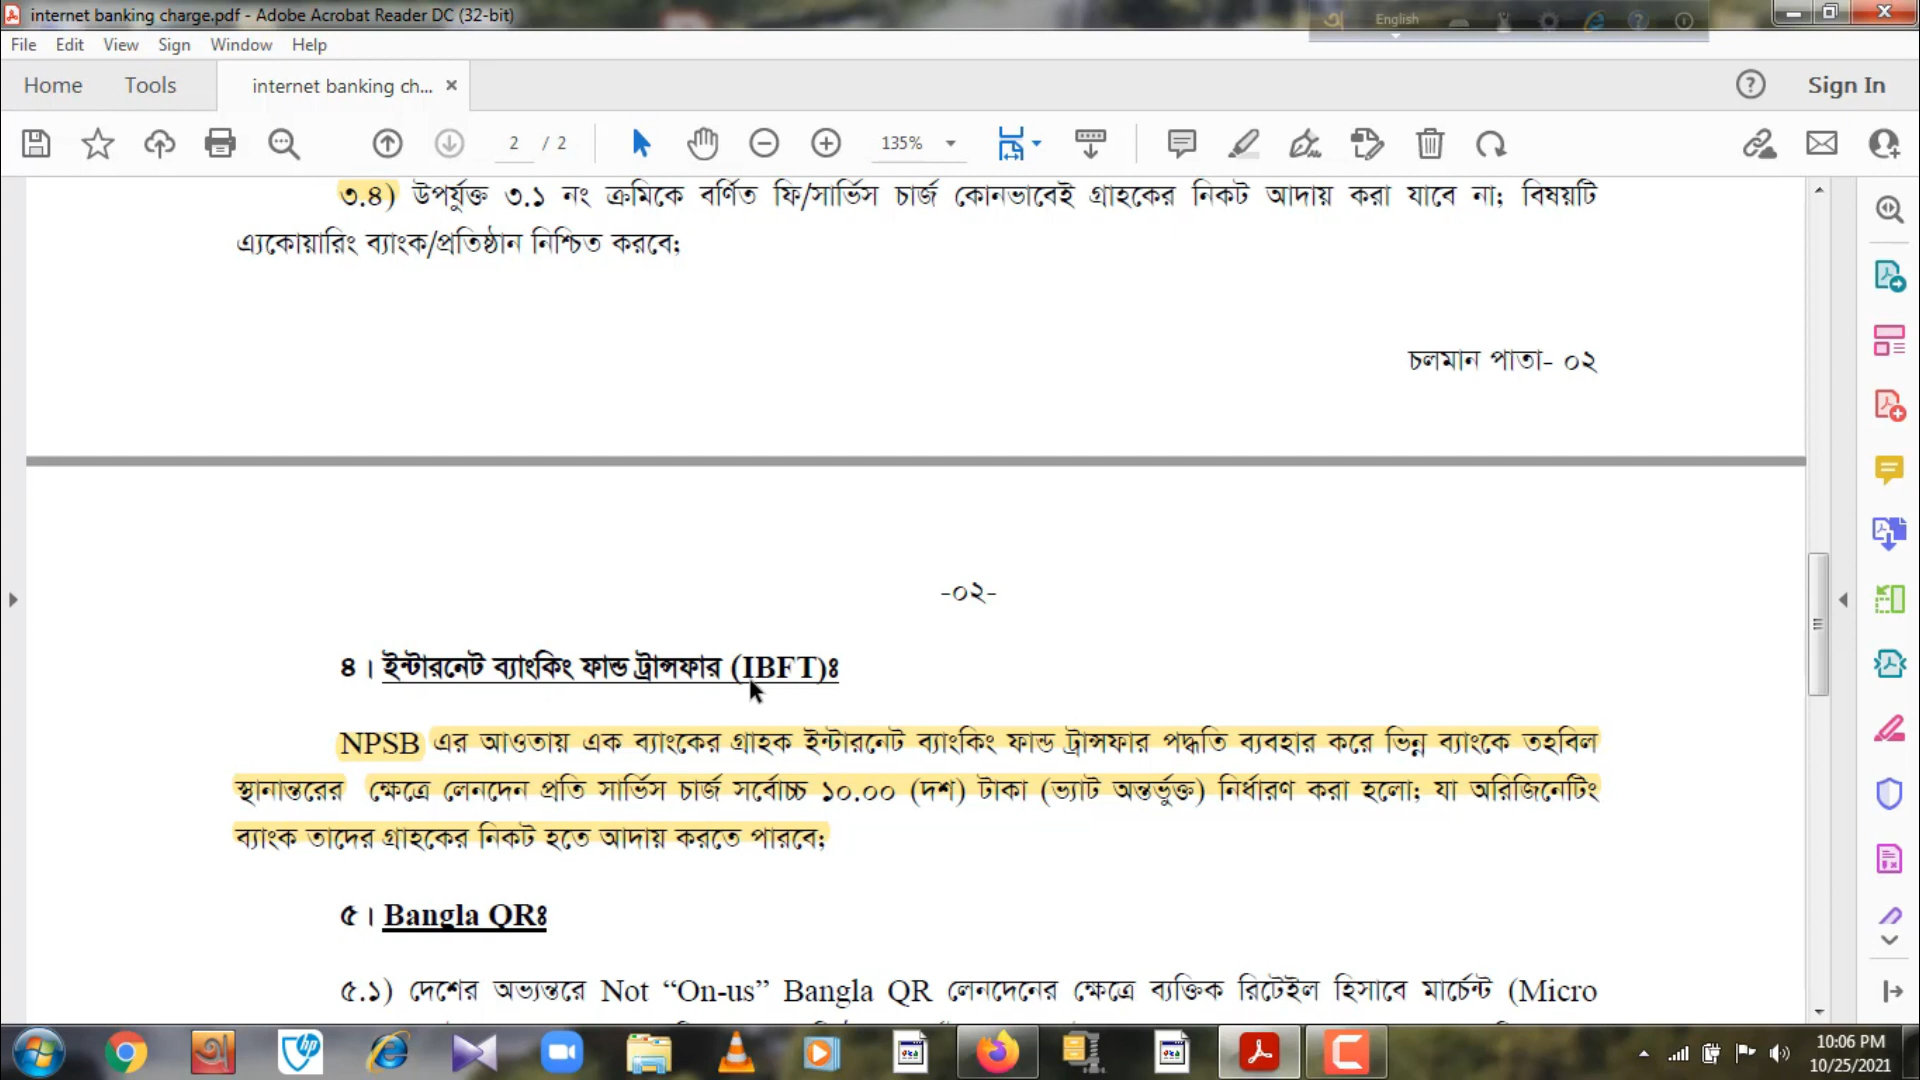 internet banking charge.pdf - Adobe Acrobat Reader DC (32-bit)
English
File Edit View Sign Window Help
Home Tools internet banking ch... Sign In
2 / 2 135%
৩.৪) উপর্যুক্ত ৩.১ নং ক্রমিকে বর্ণিত ফি/সার্ভিস চার্জ কোনভাবেই গ্রাহকের নিকট আদায় করা যাবে না; বিষয়টি
এ্যকোয়ারিং ব্যাংক/প্রতিষ্ঠান নিশ্চিত করবে;
চলমান পাতা- ০২
-০২-
৪। ইন্টারনেট ব্যাংকিং ফান্ড ট্রান্সফার (IBFT)ঃ
NPSB এর আওতায় এক ব্যাংকের গ্রাহক ইন্টারনেট ব্যাংকিং ফান্ড ট্রান্সফার পদ্ধতি ব্যবহার করে ভিন্ন ব্যাংকে তহবিল
স্থানান্তরের ক্ষেত্রে লেনদেন প্রতি সার্ভিস চার্জ সর্বোচ্চ ১০.০০ (দশ) টাকা (ভ্যাট অন্তর্ভুক্ত) নির্ধারণ করা হলো; যা অরিজিনেটিং
ব্যাংক তাদের গ্রাহকের নিকট হতে আদায় করতে পারবে;
৫। Bangla QRঃ
৫.১) দেশের অভ্যন্তরে Not “On-us” Bangla QR লেনদেনের ক্ষেত্রে ব্যক্তিক রিটেইল হিসাবে মার্চেন্ট (Micro
10:06 PM
10/25/2021